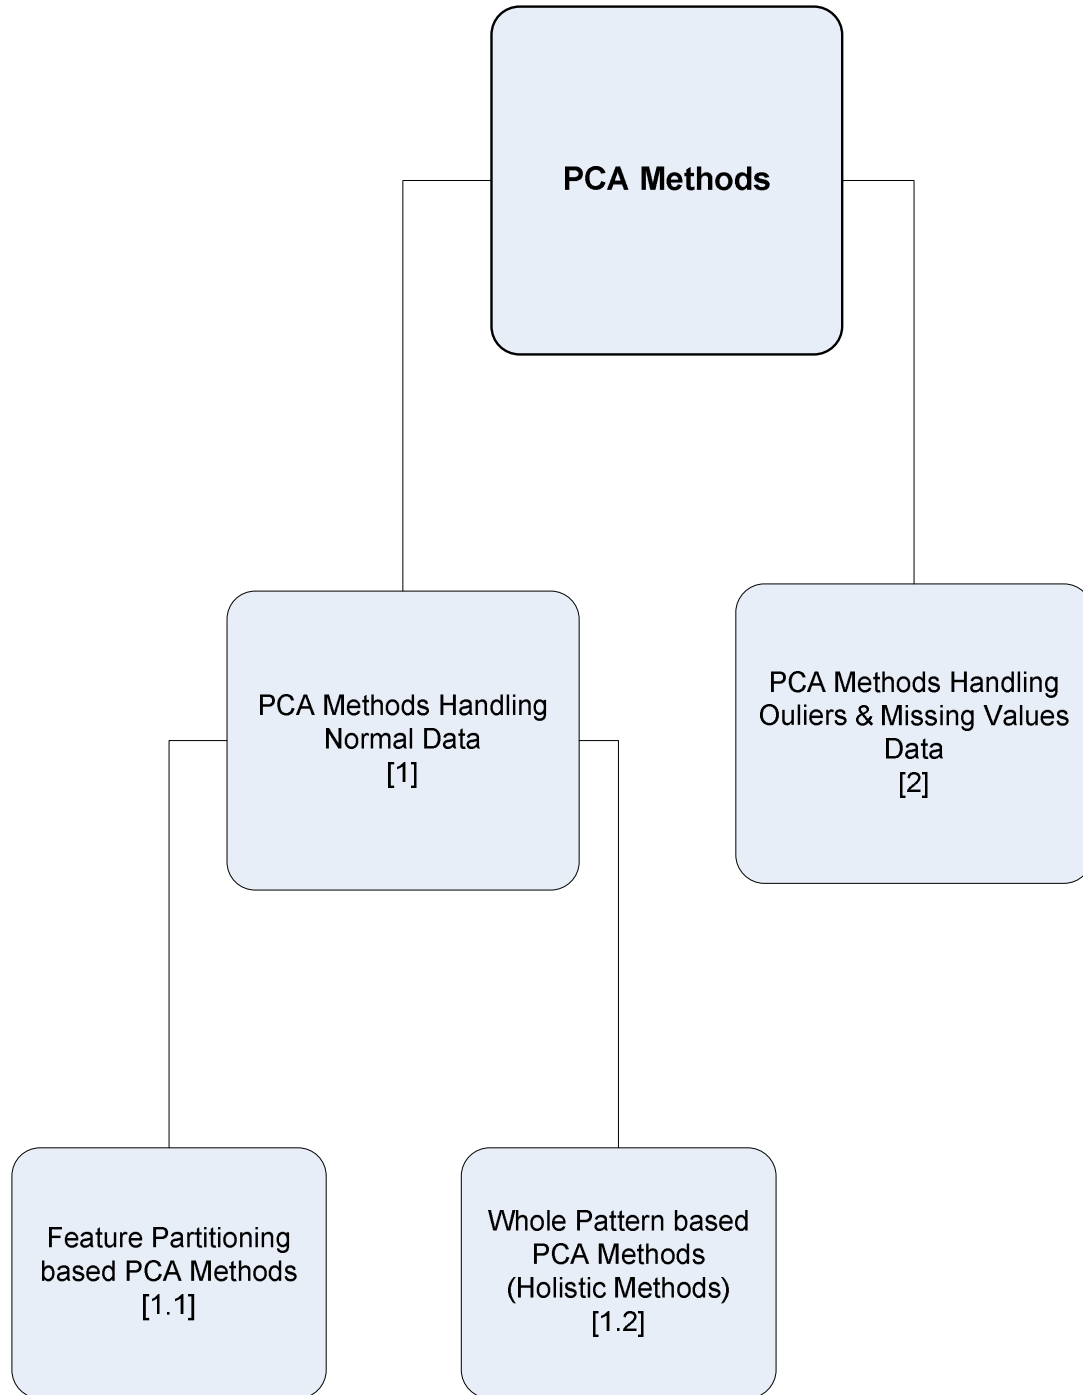 PCA Methods
PCA Methods Handling
Normal Data
[1]
PCA Methods Handling
Ouliers & Missing Values
Data
[2]
Feature Partitioning
based PCA Methods
[1.1]
Whole Pattern based
PCA Methods
(Holistic Methods)
[1.2]